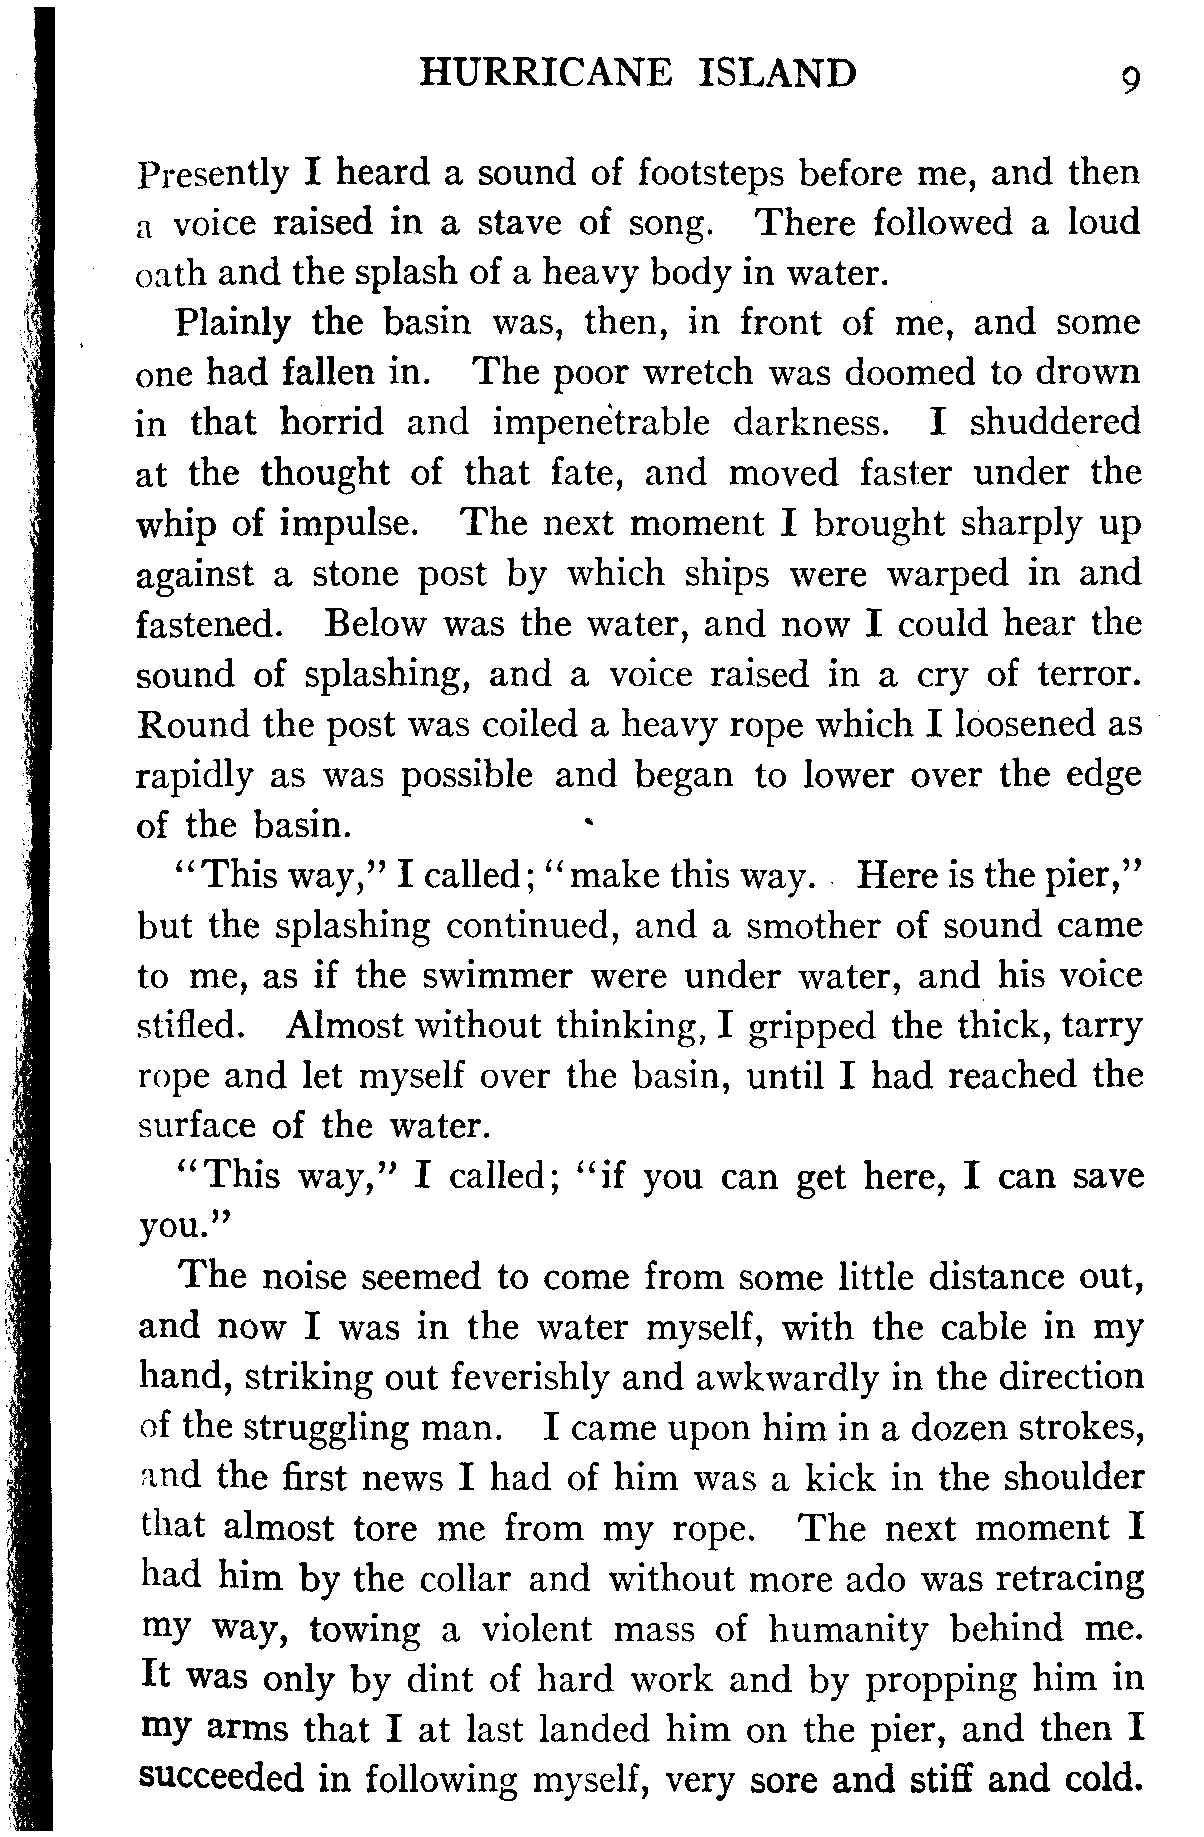 HURRICANE ISLAND 9
Presently I heard a sound of footsteps before me, and then
a voice raised in a stave of song. There followed a loud
oath and the splash of a heavy body in water.
Plainly the basin was, then, in front of me, and some
one had fallen in. The poor wretch was doomed to drown
in that horrid and impenetrable darkness. I shuddered
at the thought of that fate, and moved faster under the
whip of impulse. The next moment I brought sharply up
against a stone post by which ships were warped in and
fastened. Below was the water, and now I could hear the
sound of splashing, and a voice raised in a cry of terror.
Round the post was coiled a heavy rope which I loosened as
rapidly as was possible and began to lower over the edge
of the basin.
“This way,” I called; “make this way. Here is the pier,”
but the splashing continued, and a smother of sound came
to me, as if the swimmer were under water, and his voice
stifled. Almost without thinking, I gripped the thick, tarry
rope and let myself over the basin, until I had reached the
surface of the water.
“This way,” I called; “if you can get here, I can save
you.”
The noise seemed to come from some little distance out,
and now I was in the water myself, with the cable in my
hand, striking out feverishly and awkwardly in the direction
of the struggling man. I came upon him in a dozen strokes,
and the first news I had of him was a kick in the shoulder
that almost tore me from my rope. The next moment I
had him by the collar and without more ado was retracing
my way, towing a violent mass of humanity behind me.
It was only by dint of hard work and by propping him in
my arms that I at last landed him on the pier, and then I
succeeded in following myself, very sore and stiff and cold.